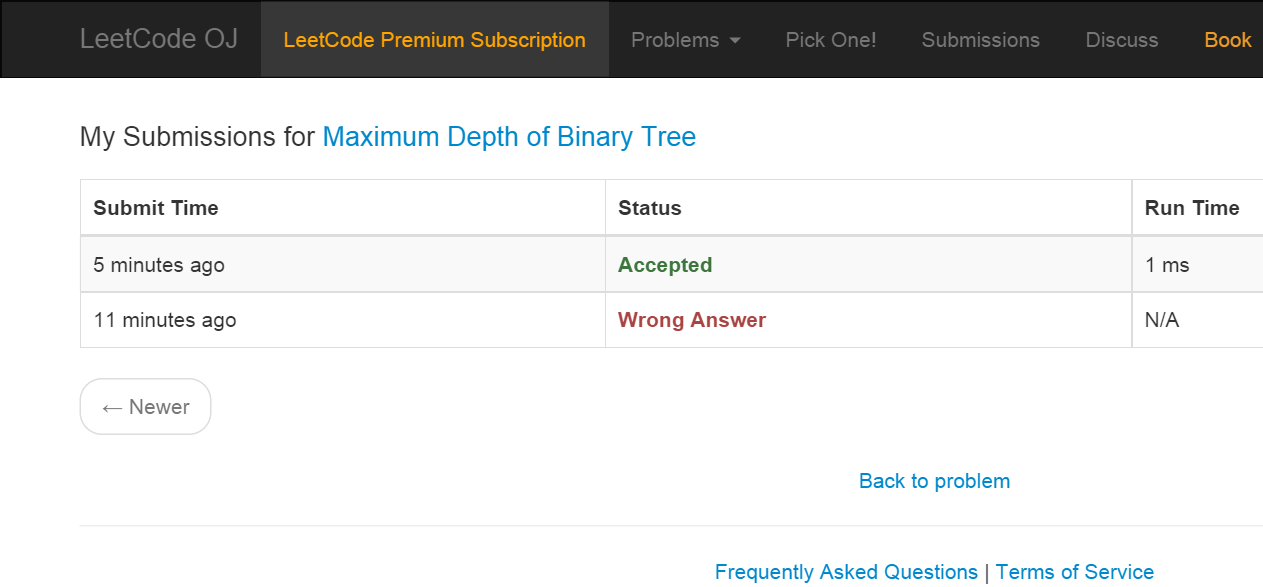 LeetCode OJ LeetCode Premium Subscription Problems Pick One! Submissions Discuss Book
My Submissions for Maximum Depth of Binary Tree
Submit Time Status Run Time
5 minutes ago Accepted 1 ms
11 minutes ago Wrong Answer N/A
← Newer
Back to problem
Frequently Asked Questions | Terms of Service